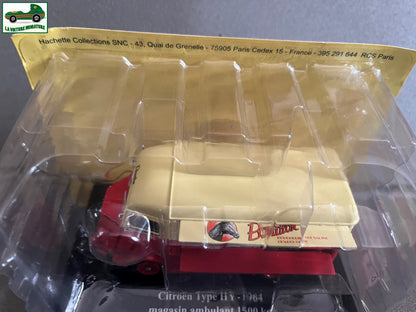 LA VOITURE MINIATURE
Hachette Collections SNC - 43, Quai de Grenelle - 75905 Paris Cedex 15 - France - 395 291 644 RCS Paris
Citroën Type HY - 1964
magasin ambulant 1500 kg